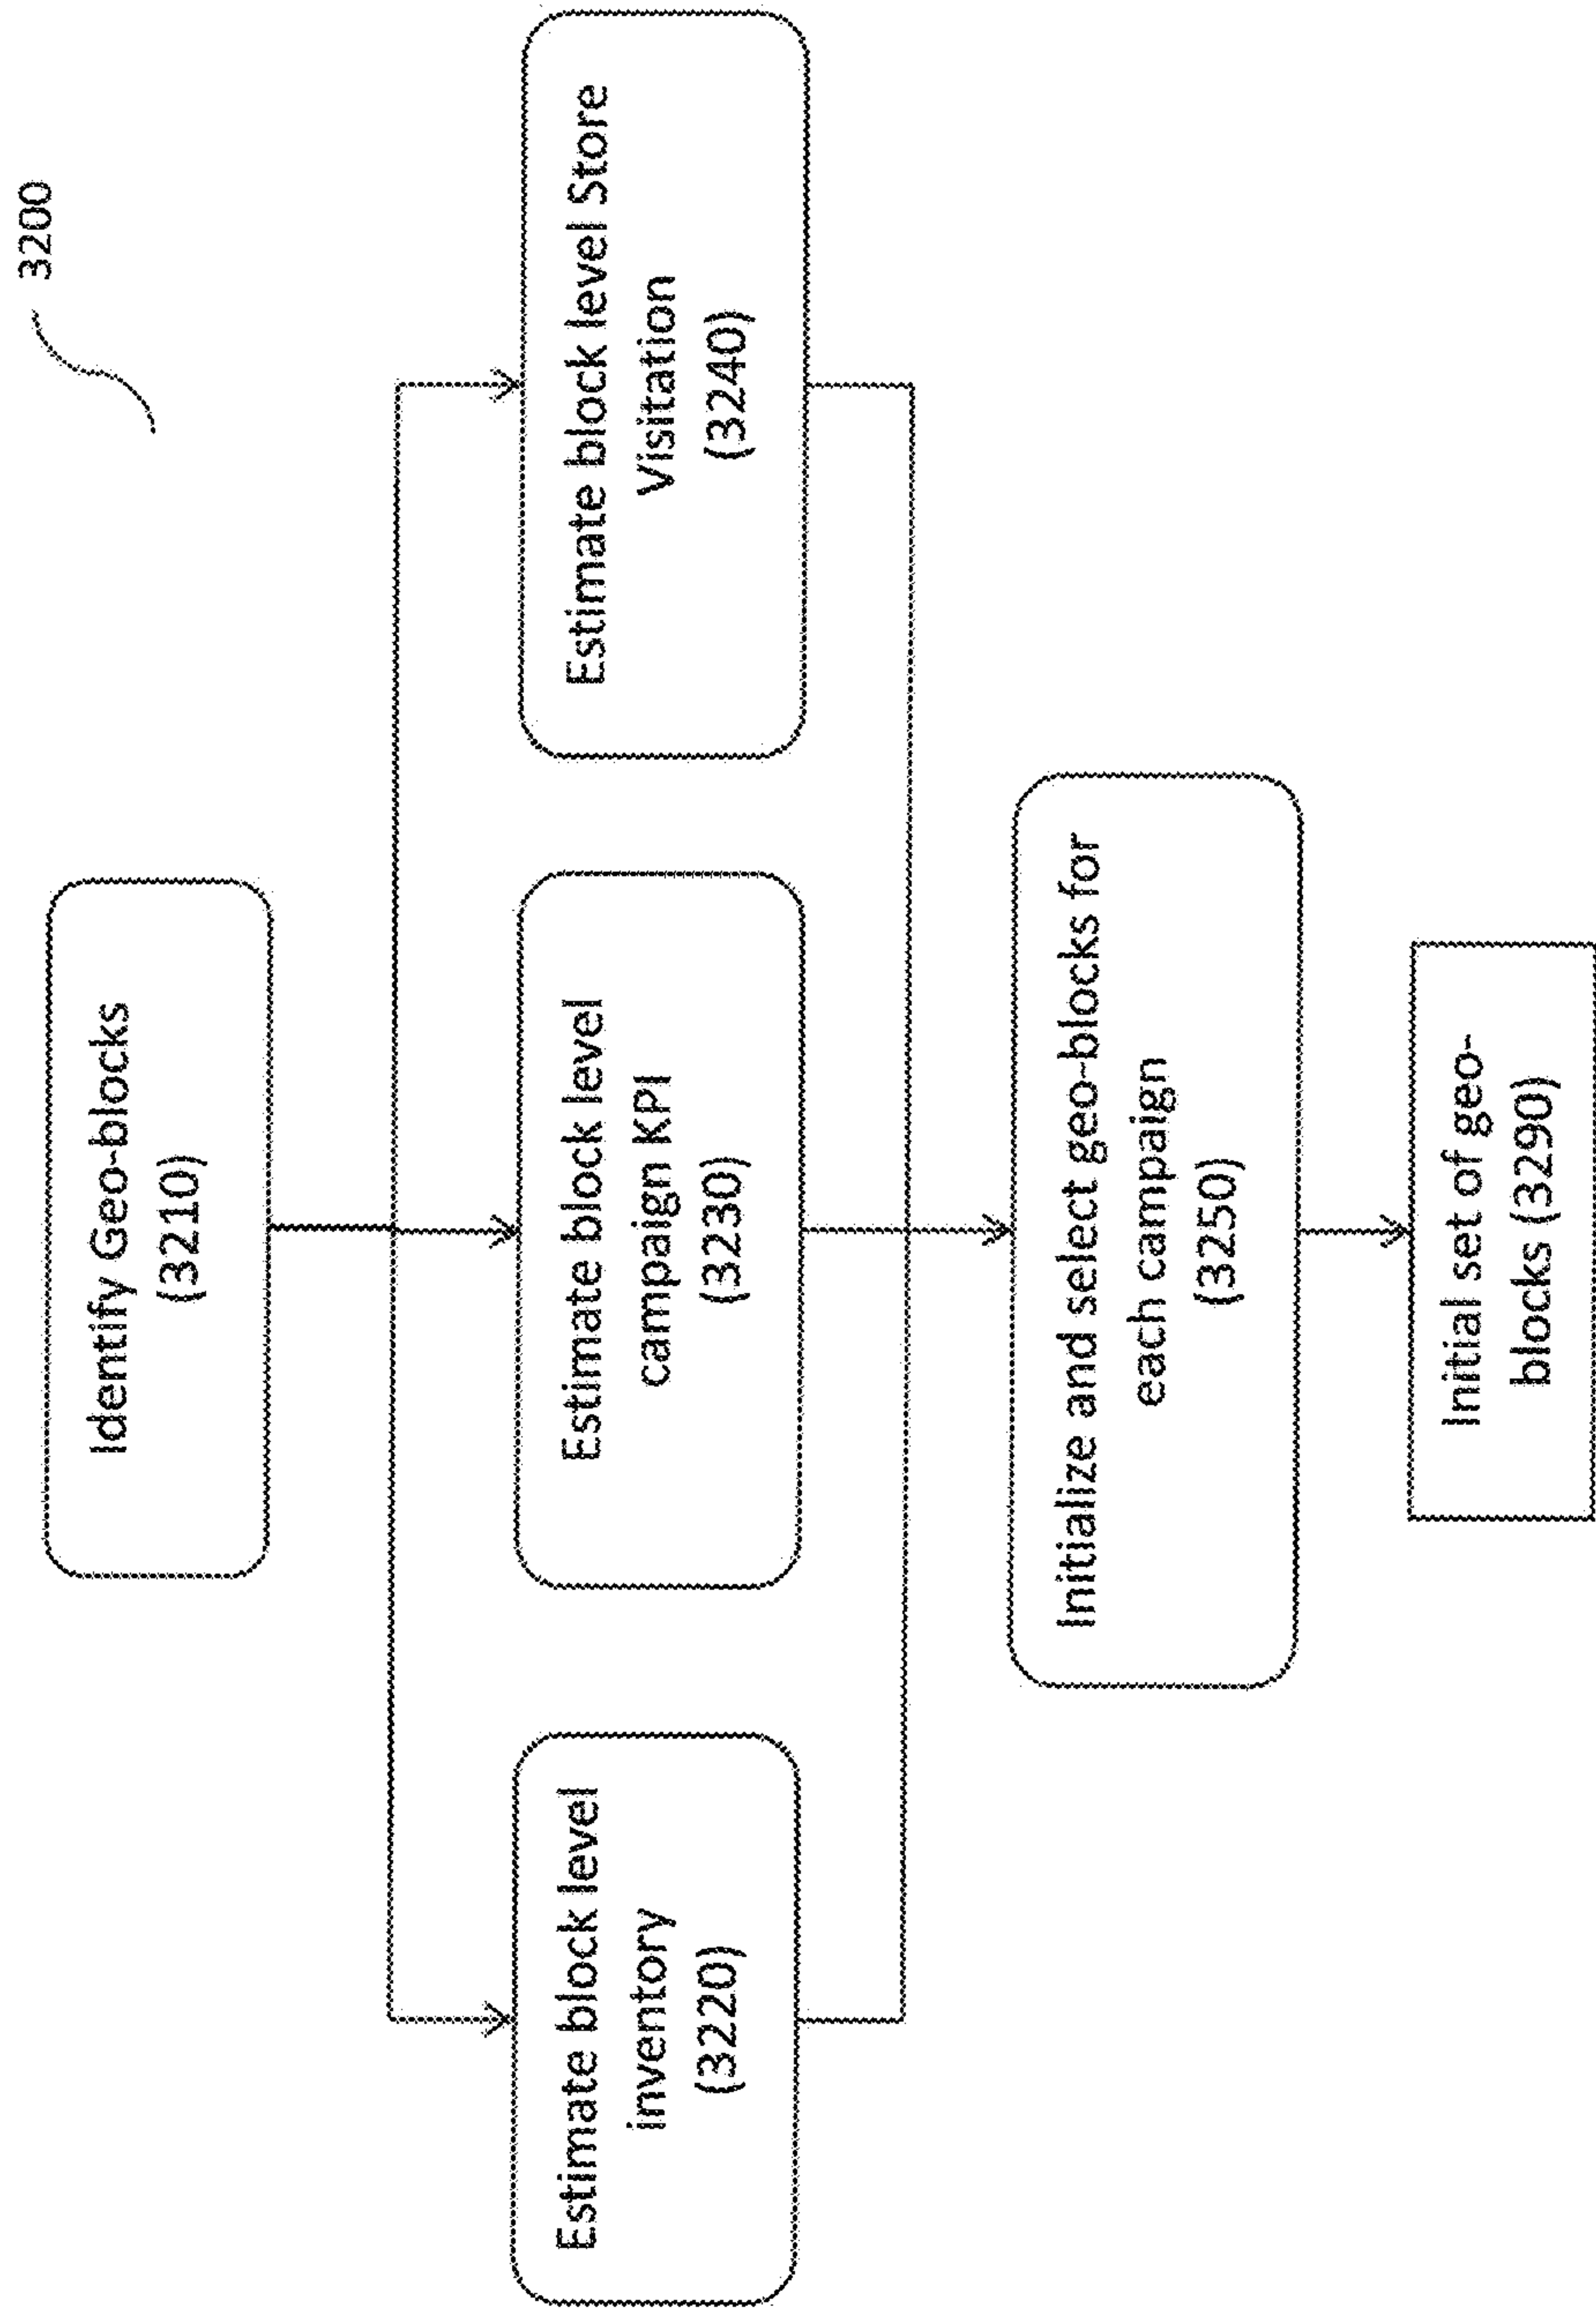 3200
Identify Geo-blocks
(3210)
Estimate block level
inventory
(3220)
Estimate block level
campaign KPI
(3230)
Estimate block level Store
Visitation
(3240)
Initialize and select geo-blocks for
each campaign
(3250)
Initial set of geo-
blocks (3290)